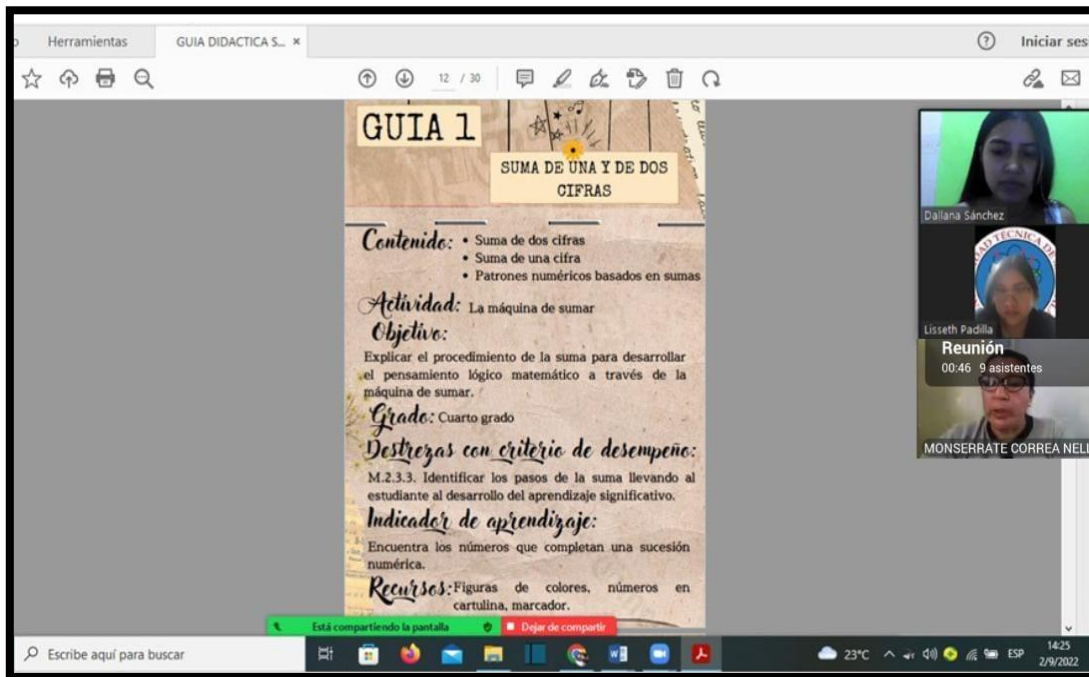 Herramientas
GUIA DIDACTICA S... ×
Iniciar ses
12 / 30
GUIA 1
SUMA DE UNA Y DE DOS
CIFRAS
Contenido: • Suma de dos cifras
• Suma de una cifra
• Patrones numéricos basados en sumas
Actividad: La máquina de sumar
Objetivo:
Explicar el procedimiento de la suma para desarrollar
el pensamiento lógico matemático a través de la
máquina de sumar.
Grado: Cuarto grado
Destrezas con criterio de desempeño:
M.2.3.3. Identificar los pasos de la suma llevando al
estudiante al desarrollo del aprendizaje significativo.
Indicador de aprendizaje:
Encuentra los números que completan una sucesión
numérica.
Recursos: Figuras de colores, números en
cartulina, marcador.
Dallana Sánchez
Lisseth Padilla
Reunión
00:46 9 asistentes
MONSERRATE CORREA NELL
Está compartiendo la pantalla
Dejar de compartir
Escribe aquí para buscar
23°C
ESP
14:25
2/9/2022